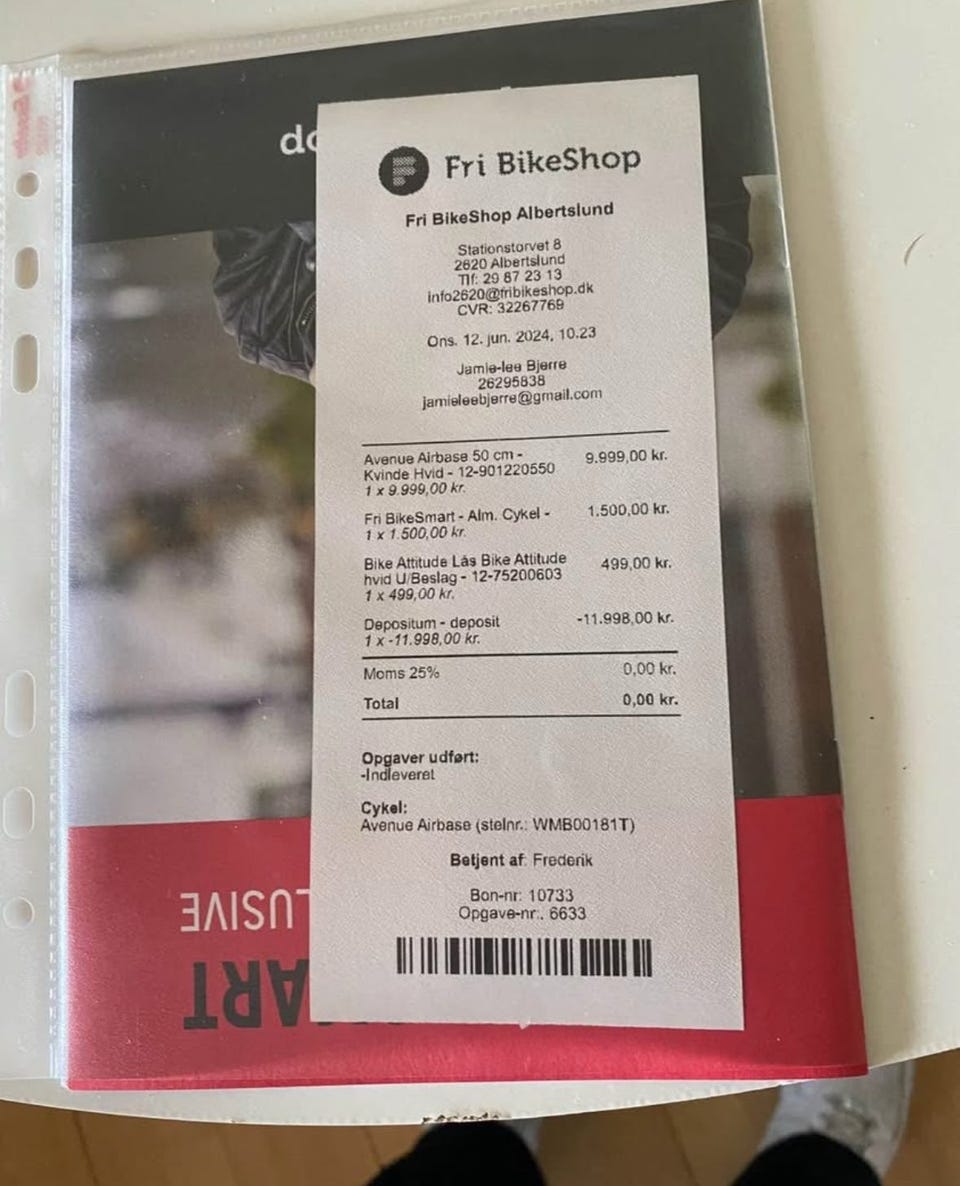 do
Fri BikeShop
Fri BikeShop Albertslund
Stationstorvet 8
2620 Albertslund
Tlf: 29 87 23 13
info2620@fribikeshop.dk
CVR: 32267769
Ons. 12. jun. 2024, 10.23
Jamie-lee Bjerre
26295838
jamieleebjerre@gmail.com
Avenue Airbase 50 cm - 9.999,00 kr.
Kvinde Hvid - 12-901220550
1 x 9.999,00 kr.
Fri BikeSmart - Alm. Cykel - 1.500,00 kr.
1 x 1.500,00 kr.
Bike Attitude Lås Bike Attitude 499,00 kr.
hvid U/Beslag - 12-75200603
1 x 499,00 kr.
Depositum - deposit -11.998,00 kr.
1 x -11.998,00 kr.
Moms 25% 0,00 kr.
Total 0,00 kr.
Opgaver udført:
-Indleveret
Cykel:
Avenue Airbase (stelnr.: WMB00181T)
Betjent af: Frederik
Bon-nr: 10733
Opgave-nr:. 6633
LUSIVE
ART